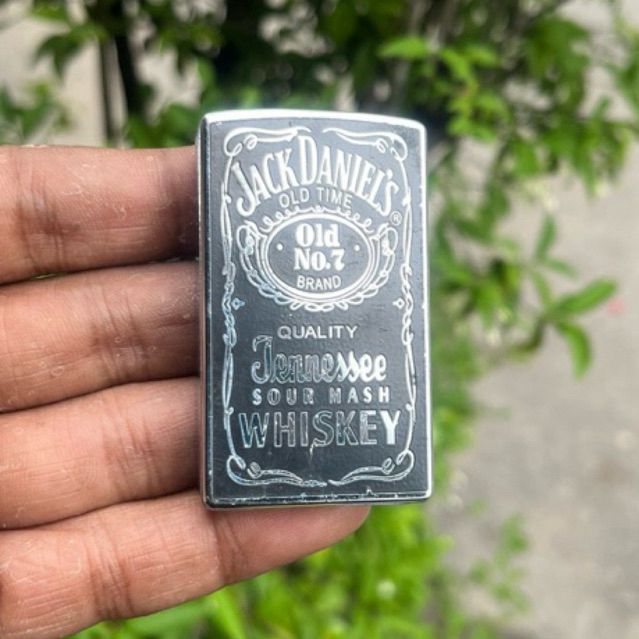 JACK DANIEL'S
®
OLD TIME
Old
No.7
BRAND
QUALITY
Tennessee
SOUR MASH
WHISKEY